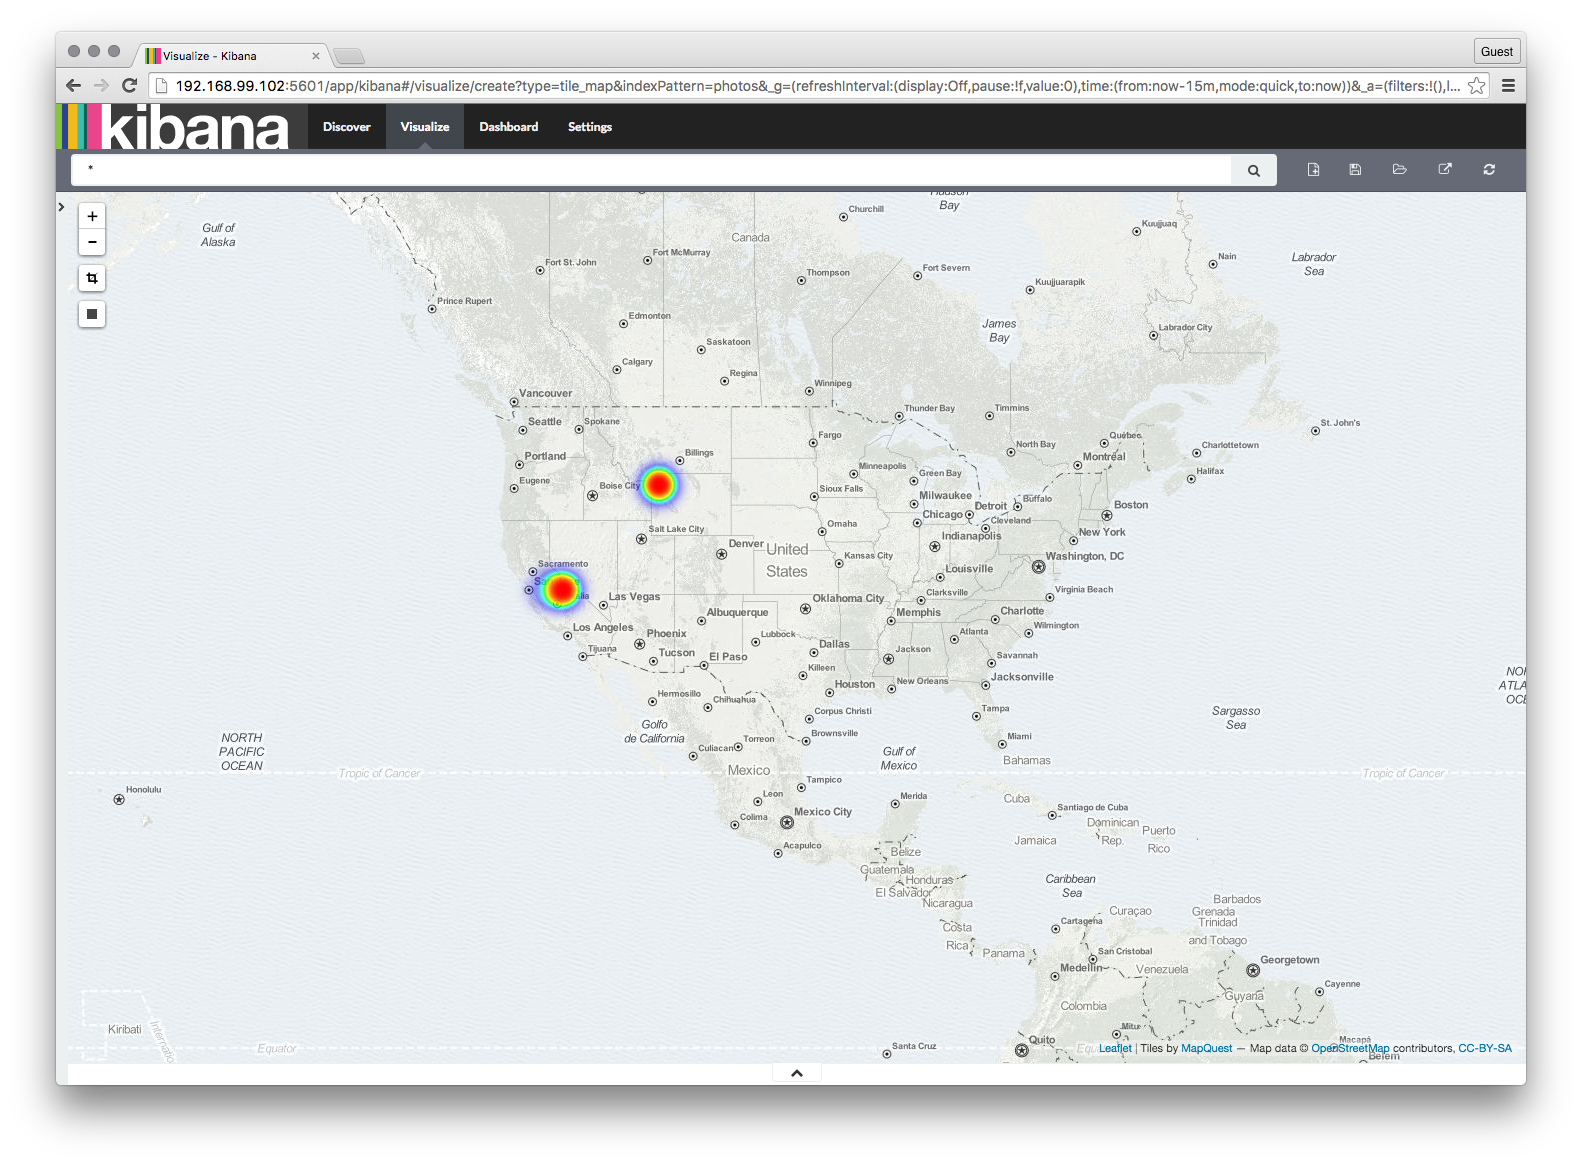 Visualize - Kibana
Guest
192.168.99.102:5601/app/kibana#/visualize/create?type=tile_map&indexPattern=photos&_g=(refreshInterval:(display:Off,pause:!f,value:0),time:(from:now-15m,mode:quick,to:now))&_a=(filters:!(),l...
kibana
Discover
Visualize
Dashboard
Settings
*
+
−
Hudson
Bay
Churchill
Gulf of
Alaska
Canada
Kuujjuaq
Fort St. John
Fort McMurray
Thompson
Fort Severn
Nain
Labrador
Sea
Kuujjuarapik
Prince Rupert
Edmonton
James
Bay
Labrador City
Saskatoon
Calgary
Regina
Winnipeg
Vancouver
Thunder Bay
Timmins
Seattle
Spokane
Fargo
North Bay
Québec
St. John's
Charlottetown
Portland
Billings
Minneapolis
Montréal
Halifax
Eugene
Boise City
Green Bay
Sioux Falls
Milwaukee
Detroit
Buffalo
Boston
Chicago
Cleveland
Salt Lake City
Omaha
Indianapolis
New York
Denver
United
States
Kansas City
Washington, DC
Sacramento
Louisville
Las Vegas
Clarksville
Virginia Beach
Albuquerque
Oklahoma City
Memphis
Charlotte
Los Angeles
Phoenix
Lubbock
Atlanta
Wilmington
Tijuana
Tucson
El Paso
Dallas
Jackson
Savannah
Killeen
Houston
New Orleans
Jacksonville
Hermosillo
Chihuahua
Corpus Christi
Tampa
Sargasso
Sea
NORTH
PACIFIC
OCEAN
Golfo
de California
Culiacan
Torreon
Brownsville
Miami
Gulf of
Mexico
Bahamas
Tropic of Cancer
Mexico
Tropic of Cancer
Honolulu
Tampico
Leon
Merida
Cuba
Santiago de Cuba
Colima
Mexico City
Dominican
Rep.
Puerto
Rico
Jamaica
Acapulco
Belize
Guatemala
Honduras
El Salvador
Nicaragua
Caribbean
Sea
Barbados
Grenada
Trinidad
and Tobago
Curaçao
Cartagena
Costa
Rica
Panama
San Cristobal
Medellin
Venezuela
Georgetown
Cayenne
Guyana
Colombia
Kiribati
Equator
Santa Cruz
Quito
Macapá
Belem
Leaflet | Tiles by MapQuest — Map data © OpenStreetMap contributors, CC-BY-SA